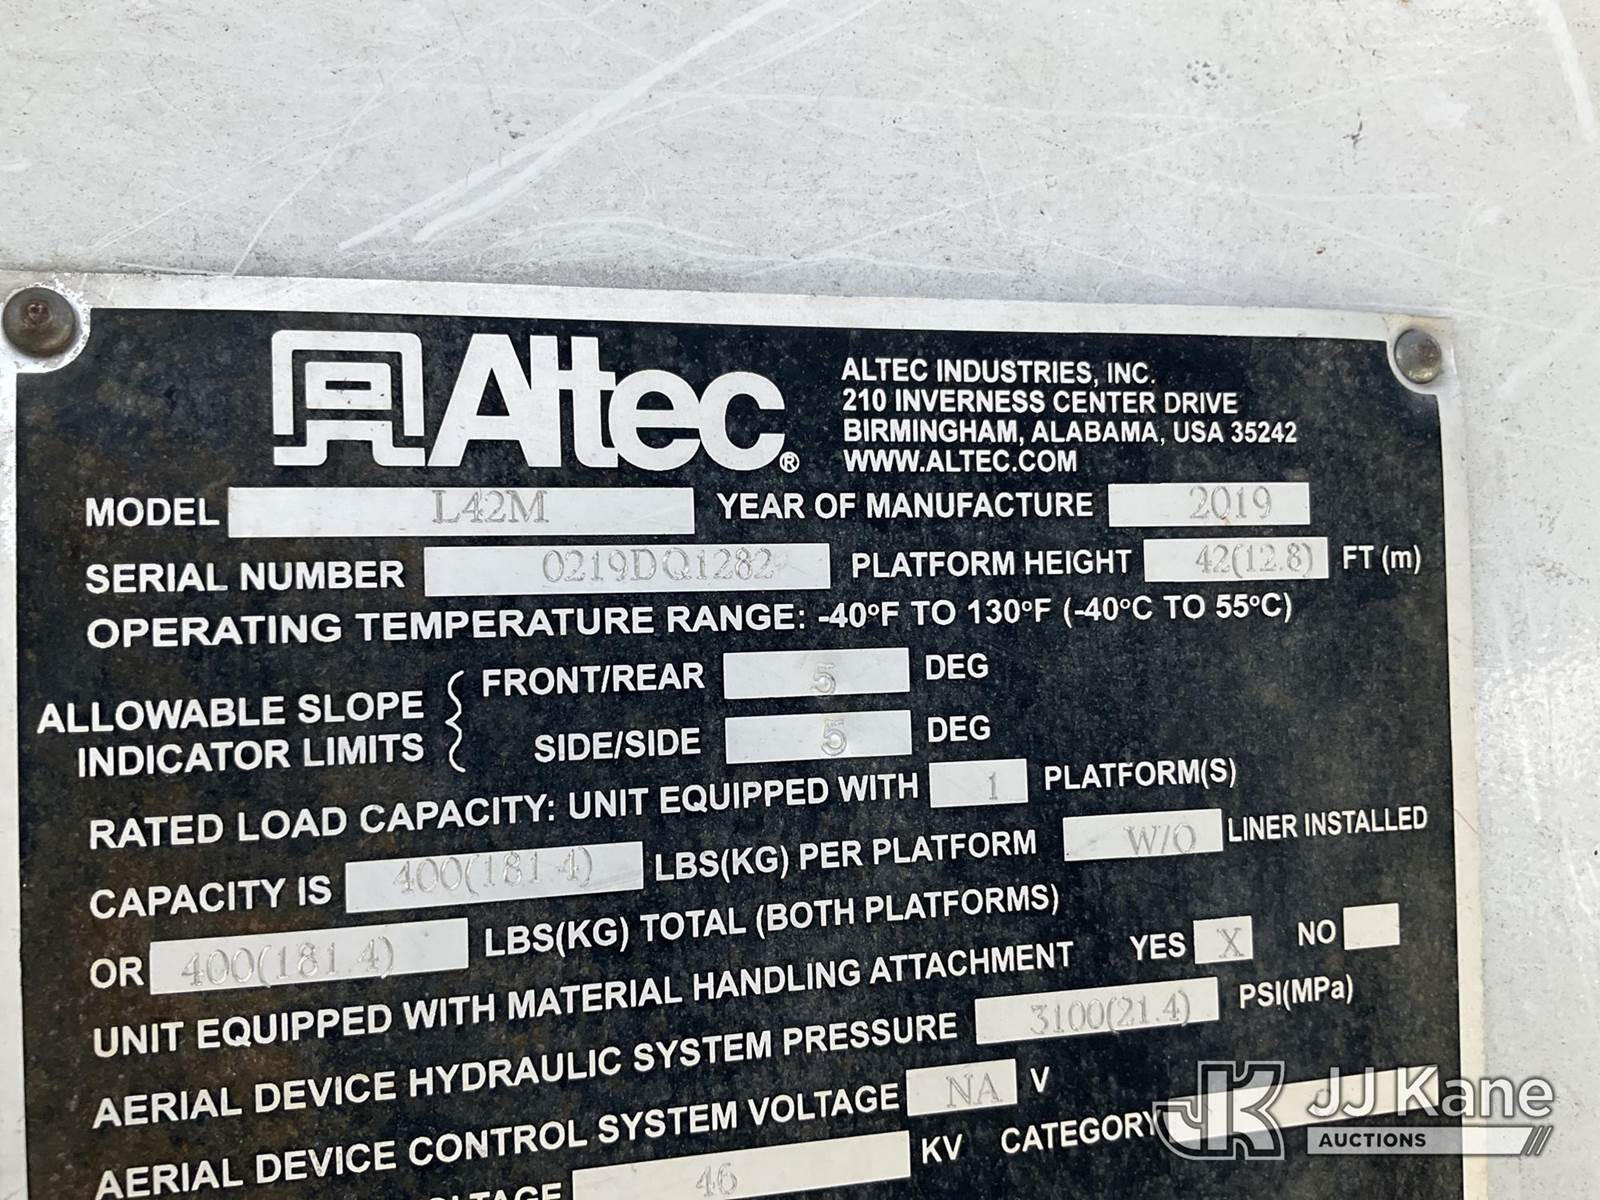 Altec®
ALTEC INDUSTRIES, INC.
210 INVERNESS CENTER DRIVE
BIRMINGHAM, ALABAMA, USA 35242
WWW.ALTEC.COM
MODEL L42M YEAR OF MANUFACTURE 2019
SERIAL NUMBER 0219DQ1282 PLATFORM HEIGHT 42(12.8) FT (m)
OPERATING TEMPERATURE RANGE: -40°F TO 130°F (-40°C TO 55°C)
ALLOWABLE SLOPE INDICATOR LIMITS { FRONT/REAR 5 DEG
SIDE/SIDE 5 DEG
RATED LOAD CAPACITY: UNIT EQUIPPED WITH 1 PLATFORM(S)
CAPACITY IS 400(181.4) LBS(KG) PER PLATFORM W/O LINER INSTALLED
OR 400(181.4) LBS(KG) TOTAL (BOTH PLATFORMS)
UNIT EQUIPPED WITH MATERIAL HANDLING ATTACHMENT YES X NO
AERIAL DEVICE HYDRAULIC SYSTEM PRESSURE 3100(21.4) PSI(MPa)
AERIAL DEVICE CONTROL SYSTEM VOLTAGE NA V
46 KV CATEGORY
JK JJ Kane
AUCTIONS